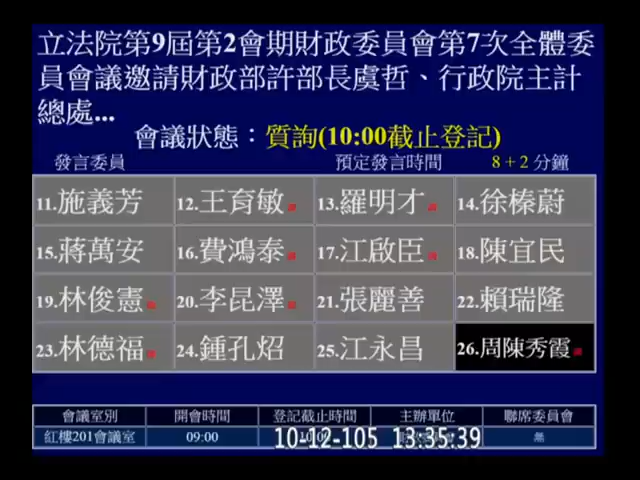 立法院第9屆第2會期財政委員會第7次全體委
員會議邀請財政部許部長虞哲、行政院主計
總處...
會議狀態：質詢(10:00截止登記)
發言委員 預定發言時間 8 + 2 分鐘
11.施義芳 12.王育敏 13.羅明才 14.徐榛蔚
15.蔣萬安 16.費鴻泰 17.江啟臣 18.陳宜民
19.林俊憲 20.李昆澤 21.張麗善 22.賴瑞隆
23.林德福 24.鍾孔炤 25.江永昌 26.周陳秀霞
會議室別 開會時間 登記截止時間 主辦單位 聯席委員會
紅樓201會議室 09:00 無
10-12-105 13:35:39